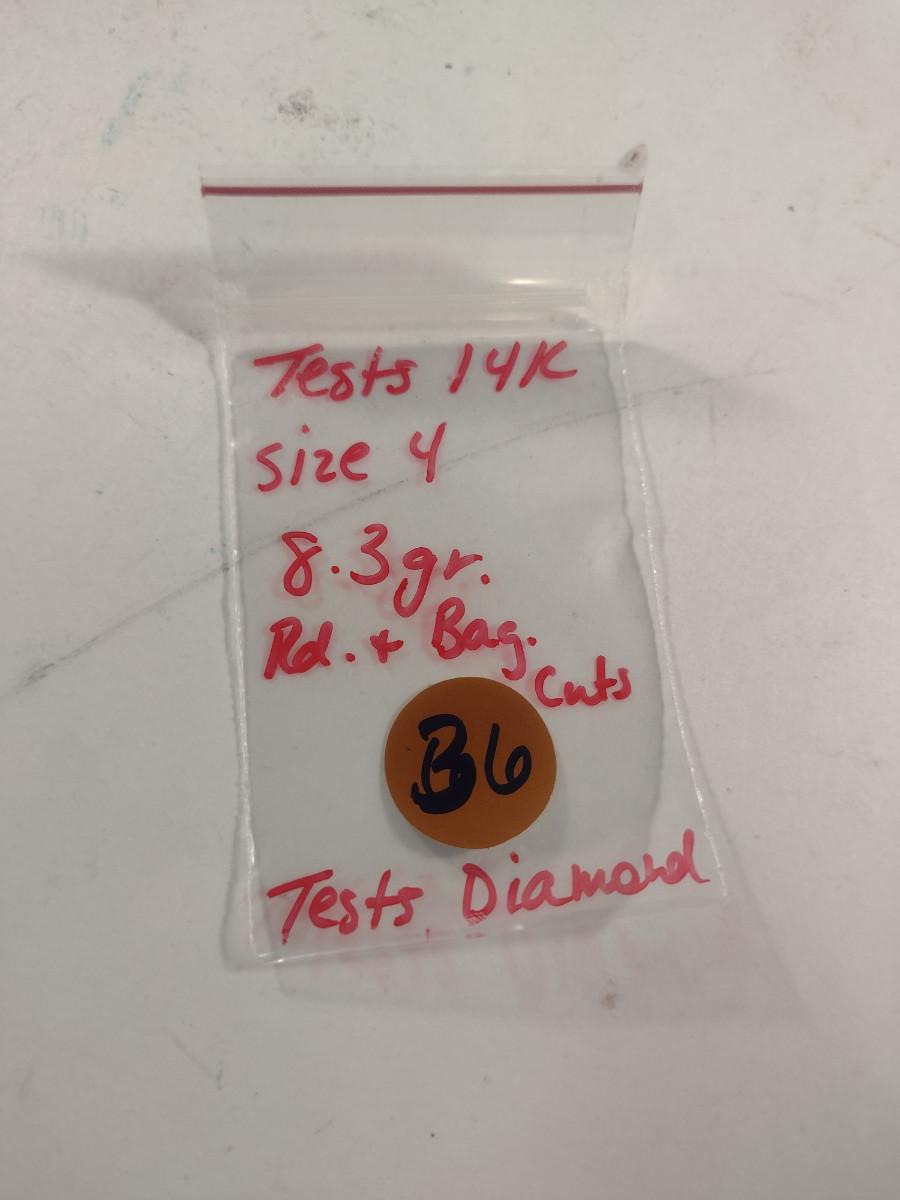 Tests 14K
size 4
8.3gr.
Rd. + Bag.
Cuts
B6
Tests Diamond